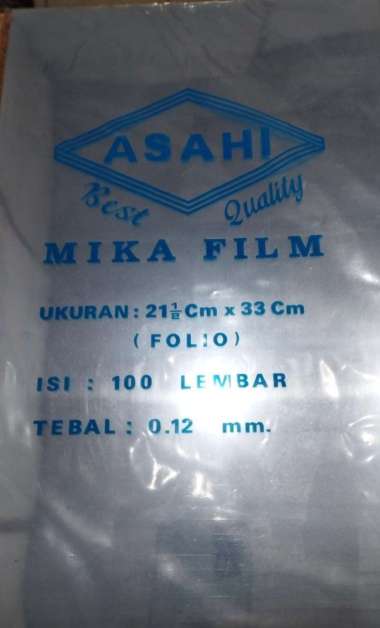 ASAHI
Best Quality
MIKA FILM
UKURAN : 21½ Cm x 33 Cm
( FOLIO )
ISI : 100 LEMBAR
TEBAL : 0.12 mm.